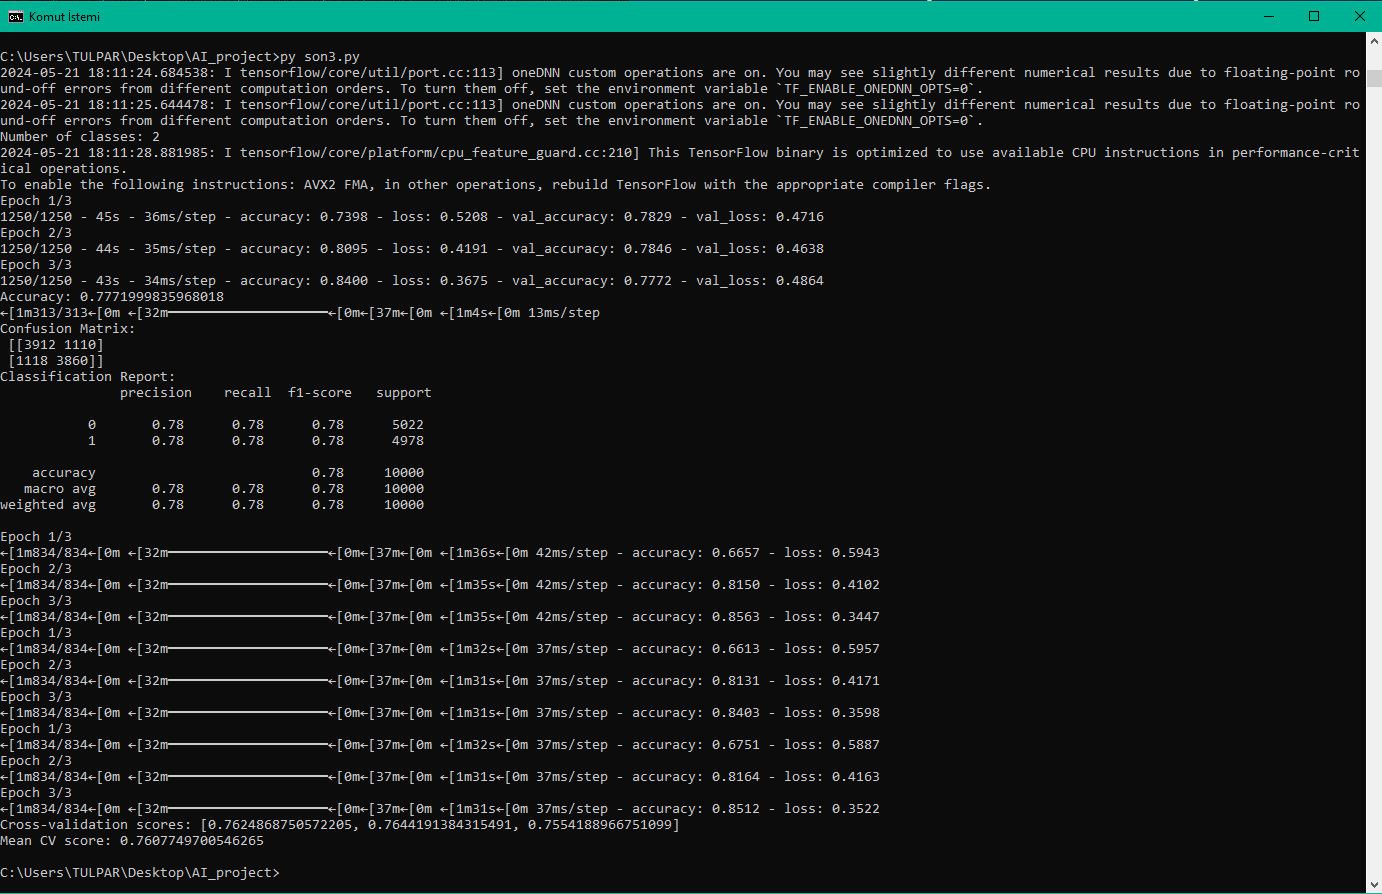 Komut İstemi
C:\Users\TULPAR\Desktop\AI_project>py son3.py
2024-05-21 18:11:24.684538: I tensorflow/core/util/port.cc:113] oneDNN custom operations are on. You may see slightly different numerical results due to floating-point ro
und-off errors from different computation orders. To turn them off, set the environment variable `TF_ENABLE_ONEDNN_OPTS=0`.
2024-05-21 18:11:25.644478: I tensorflow/core/util/port.cc:113] oneDNN custom operations are on. You may see slightly different numerical results due to floating-point ro
und-off errors from different computation orders. To turn them off, set the environment variable `TF_ENABLE_ONEDNN_OPTS=0`.
Number of classes: 2
2024-05-21 18:11:28.881985: I tensorflow/core/platform/cpu_feature_guard.cc:210] This TensorFlow binary is optimized to use available CPU instructions in performance-crit
ical operations.
To enable the following instructions: AVX2 FMA, in other operations, rebuild TensorFlow with the appropriate compiler flags.
Epoch 1/3
1250/1250 - 45s - 36ms/step - accuracy: 0.7398 - loss: 0.5208 - val_accuracy: 0.7829 - val_loss: 0.4716
Epoch 2/3
1250/1250 - 44s - 35ms/step - accuracy: 0.8095 - loss: 0.4191 - val_accuracy: 0.7846 - val_loss: 0.4638
Epoch 3/3
1250/1250 - 43s - 34ms/step - accuracy: 0.8400 - loss: 0.3675 - val_accuracy: 0.7772 - val_loss: 0.4864
Accuracy: 0.7771999835968018
←[1m313/313←[0m ←[32m━━━━━━━━━━━━━━━━━━━━←[0m←[37m←[0m ←[1m4s←[0m 13ms/step
Confusion Matrix:
[[3912 1110]
[1118 3860]]
Classification Report:
precision recall f1-score support
0 0.78 0.78 0.78 5022
1 0.78 0.78 0.78 4978
accuracy 0.78 10000
macro avg 0.78 0.78 0.78 10000
weighted avg 0.78 0.78 0.78 10000
Epoch 1/3
←[1m834/834←[0m ←[32m━━━━━━━━━━━━━━━━━━━━←[0m←[37m←[0m ←[1m36s←[0m 42ms/step - accuracy: 0.6657 - loss: 0.5943
Epoch 2/3
←[1m834/834←[0m ←[32m━━━━━━━━━━━━━━━━━━━━←[0m←[37m←[0m ←[1m35s←[0m 42ms/step - accuracy: 0.8150 - loss: 0.4102
Epoch 3/3
←[1m834/834←[0m ←[32m━━━━━━━━━━━━━━━━━━━━←[0m←[37m←[0m ←[1m35s←[0m 42ms/step - accuracy: 0.8563 - loss: 0.3447
Epoch 1/3
←[1m834/834←[0m ←[32m━━━━━━━━━━━━━━━━━━━━←[0m←[37m←[0m ←[1m32s←[0m 37ms/step - accuracy: 0.6613 - loss: 0.5957
Epoch 2/3
←[1m834/834←[0m ←[32m━━━━━━━━━━━━━━━━━━━━←[0m←[37m←[0m ←[1m31s←[0m 37ms/step - accuracy: 0.8131 - loss: 0.4171
Epoch 3/3
←[1m834/834←[0m ←[32m━━━━━━━━━━━━━━━━━━━━←[0m←[37m←[0m ←[1m31s←[0m 37ms/step - accuracy: 0.8403 - loss: 0.3598
Epoch 1/3
←[1m834/834←[0m ←[32m━━━━━━━━━━━━━━━━━━━━←[0m←[37m←[0m ←[1m32s←[0m 37ms/step - accuracy: 0.6751 - loss: 0.5887
Epoch 2/3
←[1m834/834←[0m ←[32m━━━━━━━━━━━━━━━━━━━━←[0m←[37m←[0m ←[1m31s←[0m 37ms/step - accuracy: 0.8164 - loss: 0.4163
Epoch 3/3
←[1m834/834←[0m ←[32m━━━━━━━━━━━━━━━━━━━━←[0m←[37m←[0m ←[1m31s←[0m 37ms/step - accuracy: 0.8512 - loss: 0.3522
Cross-validation scores: [0.7624868750572205, 0.7644191384315491, 0.7554188966751099]
Mean CV score: 0.7607749700546265
C:\Users\TULPAR\Desktop\AI_project>